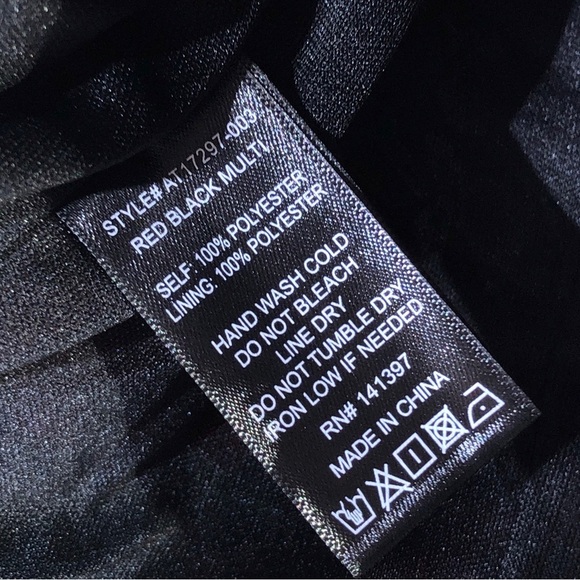 STYLE# AT17297-003
RED BLACK MULTI
SELF: 100% POLYESTER
LINING: 100% POLYESTER
HAND WASH COLD
DO NOT BLEACH
LINE DRY
DO NOT TUMBLE DRY
IRON LOW IF NEEDED
RN# 141397
MADE IN CHINA